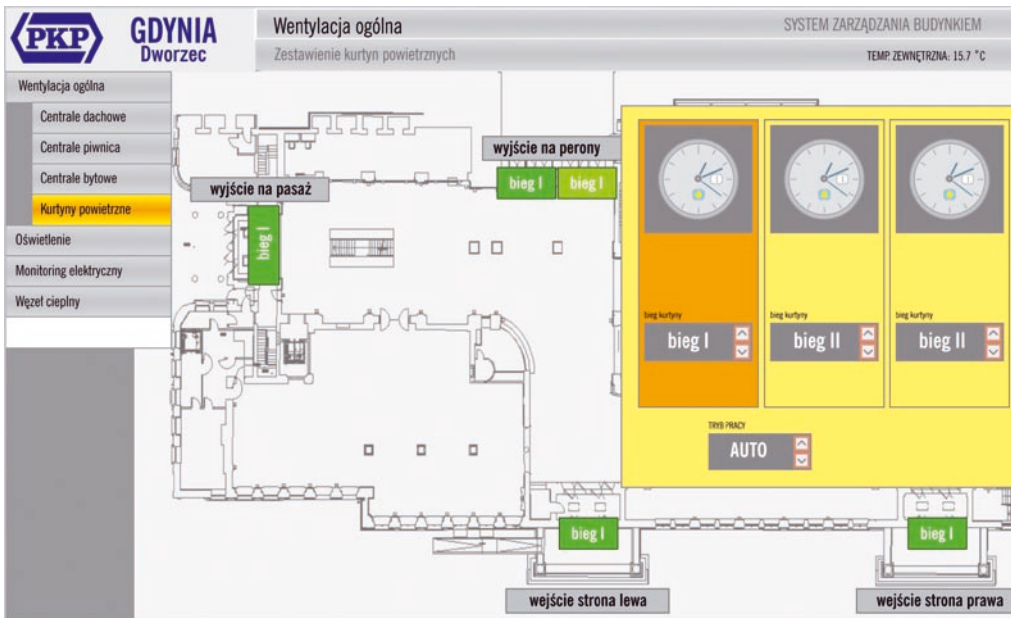 PKP
GDYNIA
Dworzec
Wentylacja ogólna
SYSTEM ZARZĄDZANIA BUDYNKIEM
Zestawienie kurtyn powietrznych
TEMP. ZEWNĘTRZNA: 15.7 °C
Wentylacja ogólna
Centrale dachowe
Centrale piwnica
Centrale bytowe
Kurtyny powietrzne
Oświetlenie
Monitoring elektryczny
Węzeł cieplny
wyjście na perony
bieg I
bieg I
wyjście na pasaż
bieg I
bieg kurtyny
bieg kurtyny
bieg kurtyny
bieg I
bieg II
bieg II
TRYB PRACY
AUTO
bieg I
bieg I
wejście strona lewa
wejście strona prawa